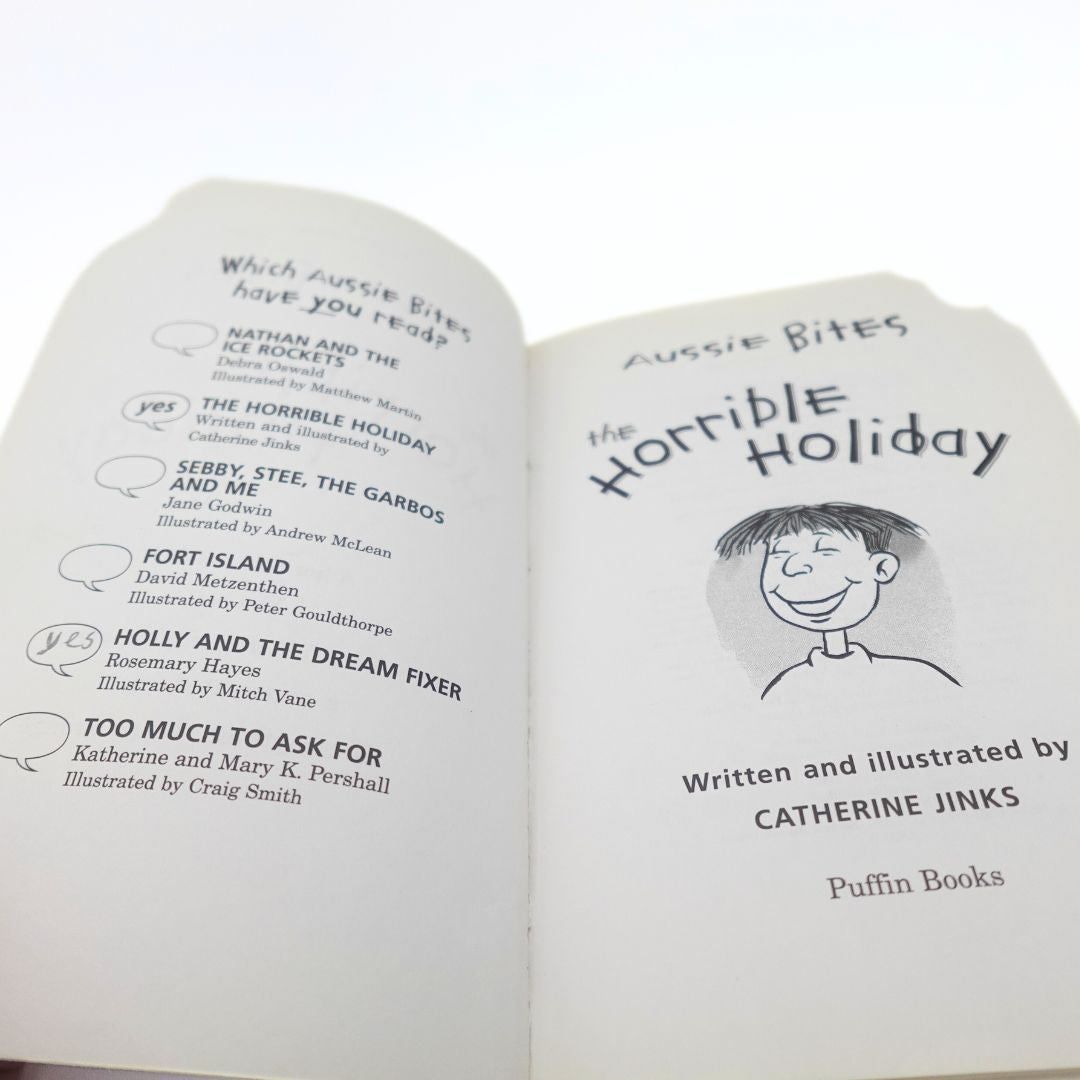 Which Aussie Bites
have you read?
NATHAN AND THE
ICE ROCKETS
Debra Oswald
Illustrated by Matthew Martin
yes
THE HORRIBLE HOLIDAY
Written and illustrated by
Catherine Jinks
SEBBY, STEE, THE GARBOS
AND ME
Jane Godwin
Illustrated by Andrew McLean
FORT ISLAND
David Metzenthen
Illustrated by Peter Gouldthorpe
yes
HOLLY AND THE DREAM FIXER
Rosemary Hayes
Illustrated by Mitch Vane
TOO MUCH TO ASK FOR
Katherine and Mary K. Pershall
Illustrated by Craig Smith
Aussie Bites
the Horrible
Holiday
Written and illustrated by
CATHERINE JINKS
Puffin Books